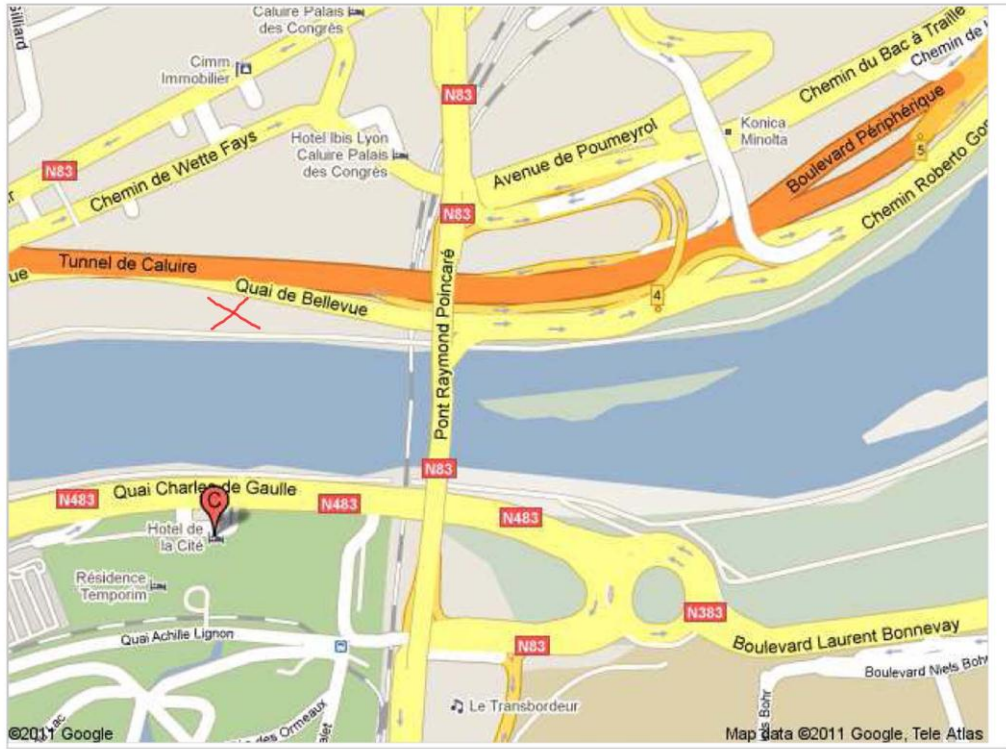 Caluire Palais
des Congrès
Cimm
Immobilier
N83
Chemin du Bac à Traille
Chemin de
Konica
Minolta
Boulevard Périphérique
5
Hotel Ibis Lyon
Caluire Palais
des Congrès
Avenue de Poumeyrol
N83
Chemin de Wette Fays
N83
Chemin Roberto
Tunnel de Caluire
ue
Quai de Bellevue
4
Pont Raymond Poincaré
N83
Quai Charles de Gaulle
N483
N483
N483
C
Hotel de
la Cité
Résidence
Temporim
N383
Quai Achille Lignon
N83
Boulevard Laurent Bonnevay
Boulevard Niels Bohr
Le Transbordeur
des Ormeaux
©2011 Google
Map data ©2011 Google, Tele Atlas